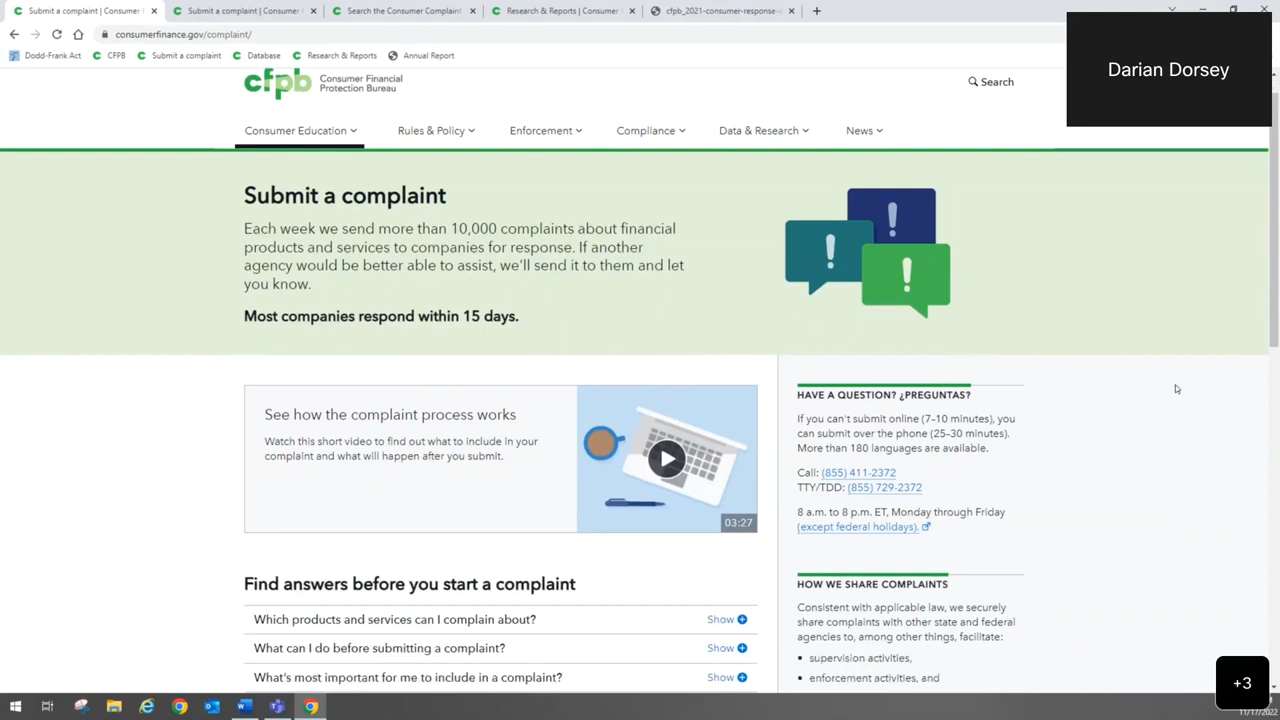 Submit a complaint | Consumer F
Submit a complaint | Consumer F
Search the Consumer Complaint
Research & Reports | Consumer
cfpb_2021-consumer-response-
consumerfinance.gov/complaint/
Dodd-Frank Act
CFPB
Submit a complaint
Database
Research & Reports
Annual Report
Darian Dorsey
cfpb
Consumer Financial
Protection Bureau
Search
Consumer Education
Rules & Policy
Enforcement
Compliance
Data & Research
News
Submit a complaint
Each week we send more than 10,000 complaints about financial
products and services to companies for response. If another
agency would be better able to assist, we'll send it to them and let
you know.
Most companies respond within 15 days.
See how the complaint process works
Watch this short video to find out what to include in your
complaint and what will happen after you submit.
03:27
Find answers before you start a complaint
Which products and services can I complain about?
Show
What can I do before submitting a complaint?
Show
What's most important for me to include in a complaint?
Show
HAVE A QUESTION? ¿PREGUNTAS?
If you can't submit online (7–10 minutes), you
can submit over the phone (25–30 minutes).
More than 180 languages are available.
Call: (855) 411-2372
TTY/TDD: (855) 729-2372
8 a.m. to 8 p.m. ET, Monday through Friday
(except federal holidays).
HOW WE SHARE COMPLAINTS
Consistent with applicable law, we securely
share complaints with other state and federal
agencies to, among other things, facilitate:
▪ supervision activities,
▪ enforcement activities, and
+3
11/17/2022